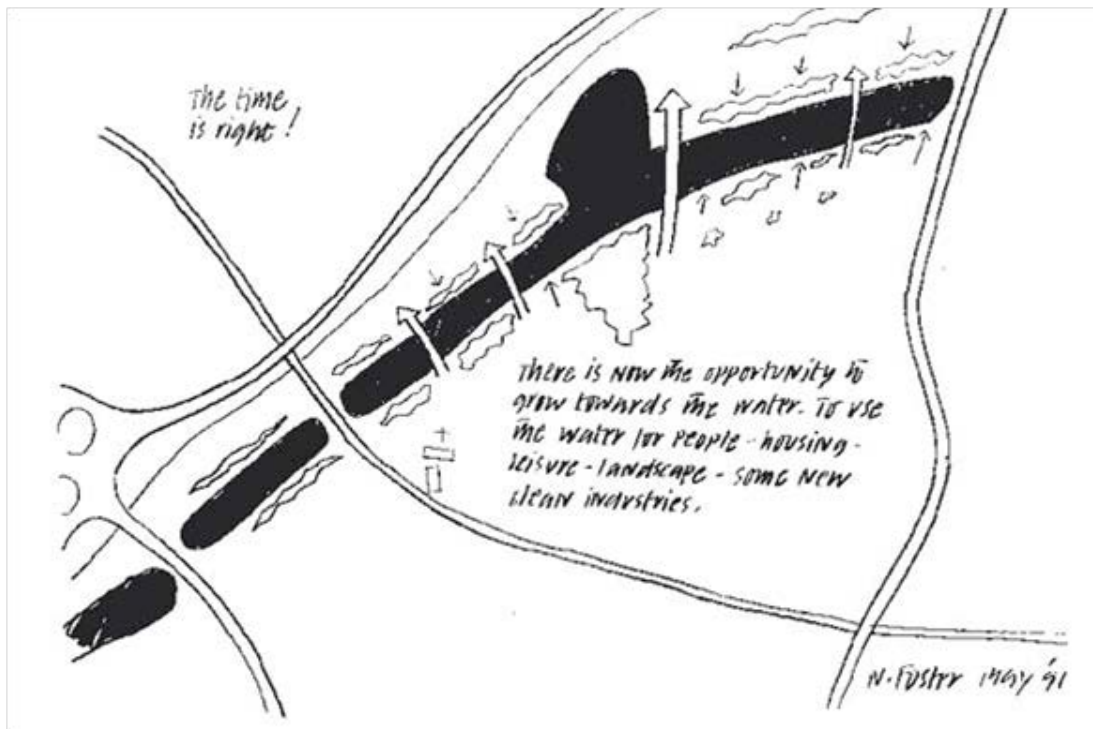 The time
is right!
There is now the opportunity to
grow towards the water. To use
the water for people - housing -
leisure - landscape - some new
clean industries.
N. Foster May '91